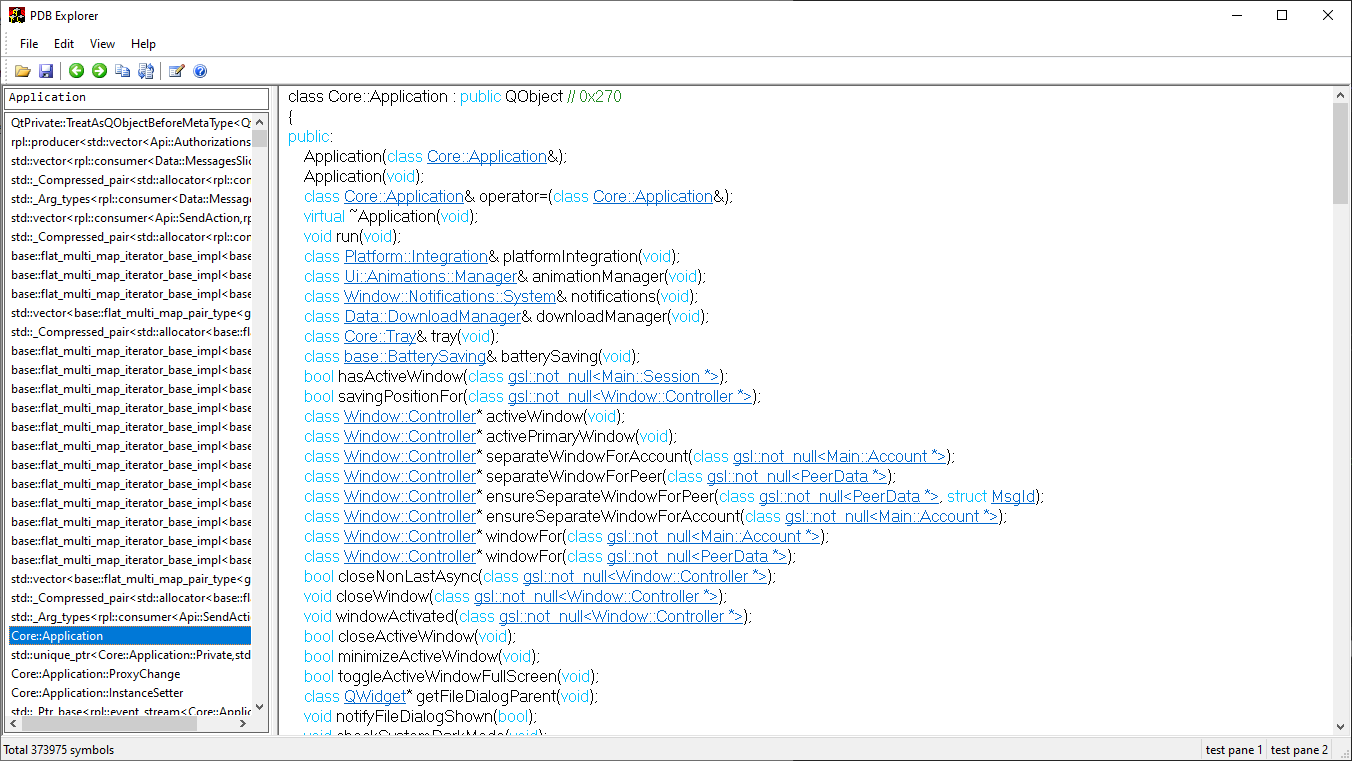 PDB Explorer
File Edit View Help
Application
QtPrivate::TreatAsQObjectBeforeMetaType<Q
rpl::producer<std::vector<Api::Authorizations
std::vector<rpl::consumer<Data::MessagesSlic
std::_Compressed_pair<std::allocator<rpl::con
std::_Arg_types<rpl::consumer<Data::Message
std::vector<rpl::consumer<Api::SendAction,rp
std::_Compressed_pair<std::allocator<rpl::con
base::flat_multi_map_iterator_base_impl<base
base::flat_multi_map_iterator_base_impl<base
base::flat_multi_map_iterator_base_impl<base
std::vector<base::flat_multi_map_pair_type<g
std::_Compressed_pair<std::allocator<base::fl
base::flat_multi_map_iterator_base_impl<base
base::flat_multi_map_iterator_base_impl<base
base::flat_multi_map_iterator_base_impl<base
base::flat_multi_map_iterator_base_impl<base
base::flat_multi_map_iterator_base_impl<base
base::flat_multi_map_iterator_base_impl<base
base::flat_multi_map_iterator_base_impl<base
base::flat_multi_map_iterator_base_impl<base
base::flat_multi_map_iterator_base_impl<base
base::flat_multi_map_iterator_base_impl<base
base::flat_multi_map_iterator_base_impl<base
base::flat_multi_map_iterator_base_impl<base
std::vector<base::flat_multi_map_pair_type<g
std::_Compressed_pair<std::allocator<base::fl
std::_Arg_types<rpl::consumer<Api::SendActi
Core::Application
std::unique_ptr<Core::Application::Private,std
Core::Application::ProxyChange
Core::Application::InstanceSetter
std::_Ptr_base<rpl::event_stream<Core::Applic
class Core::Application : public QObject // 0x270
{
public:
Application(class Core::Application&);
Application(void);
class Core::Application& operator=(class Core::Application&);
virtual ~Application(void);
void run(void);
class Platform::Integration& platformIntegration(void);
class Ui::Animations::Manager& animationManager(void);
class Window::Notifications::System& notifications(void);
class Data::DownloadManager& downloadManager(void);
class Core::Tray& tray(void);
class base::BatterySaving& batterySaving(void);
bool hasActiveWindow(class gsl::not_null<Main::Session *>);
bool savingPositionFor(class gsl::not_null<Window::Controller *>);
class Window::Controller* activeWindow(void);
class Window::Controller* activePrimaryWindow(void);
class Window::Controller* separateWindowForAccount(class gsl::not_null<Main::Account *>);
class Window::Controller* separateWindowForPeer(class gsl::not_null<PeerData *>);
class Window::Controller* ensureSeparateWindowForPeer(class gsl::not_null<PeerData *>, struct MsgId);
class Window::Controller* ensureSeparateWindowForAccount(class gsl::not_null<Main::Account *>);
class Window::Controller* windowFor(class gsl::not_null<Main::Account *>);
class Window::Controller* windowFor(class gsl::not_null<PeerData *>);
bool closeNonLastAsync(class gsl::not_null<Window::Controller *>);
void closeWindow(class gsl::not_null<Window::Controller *>);
void windowActivated(class gsl::not_null<Window::Controller *>);
bool closeActiveWindow(void);
bool minimizeActiveWindow(void);
bool toggleActiveWindowFullScreen(void);
class QWidget* getFileDialogParent(void);
void notifyFileDialogShown(bool);
void checkSystemDarkMode(void);
Total 373975 symbols
test pane 1 test pane 2